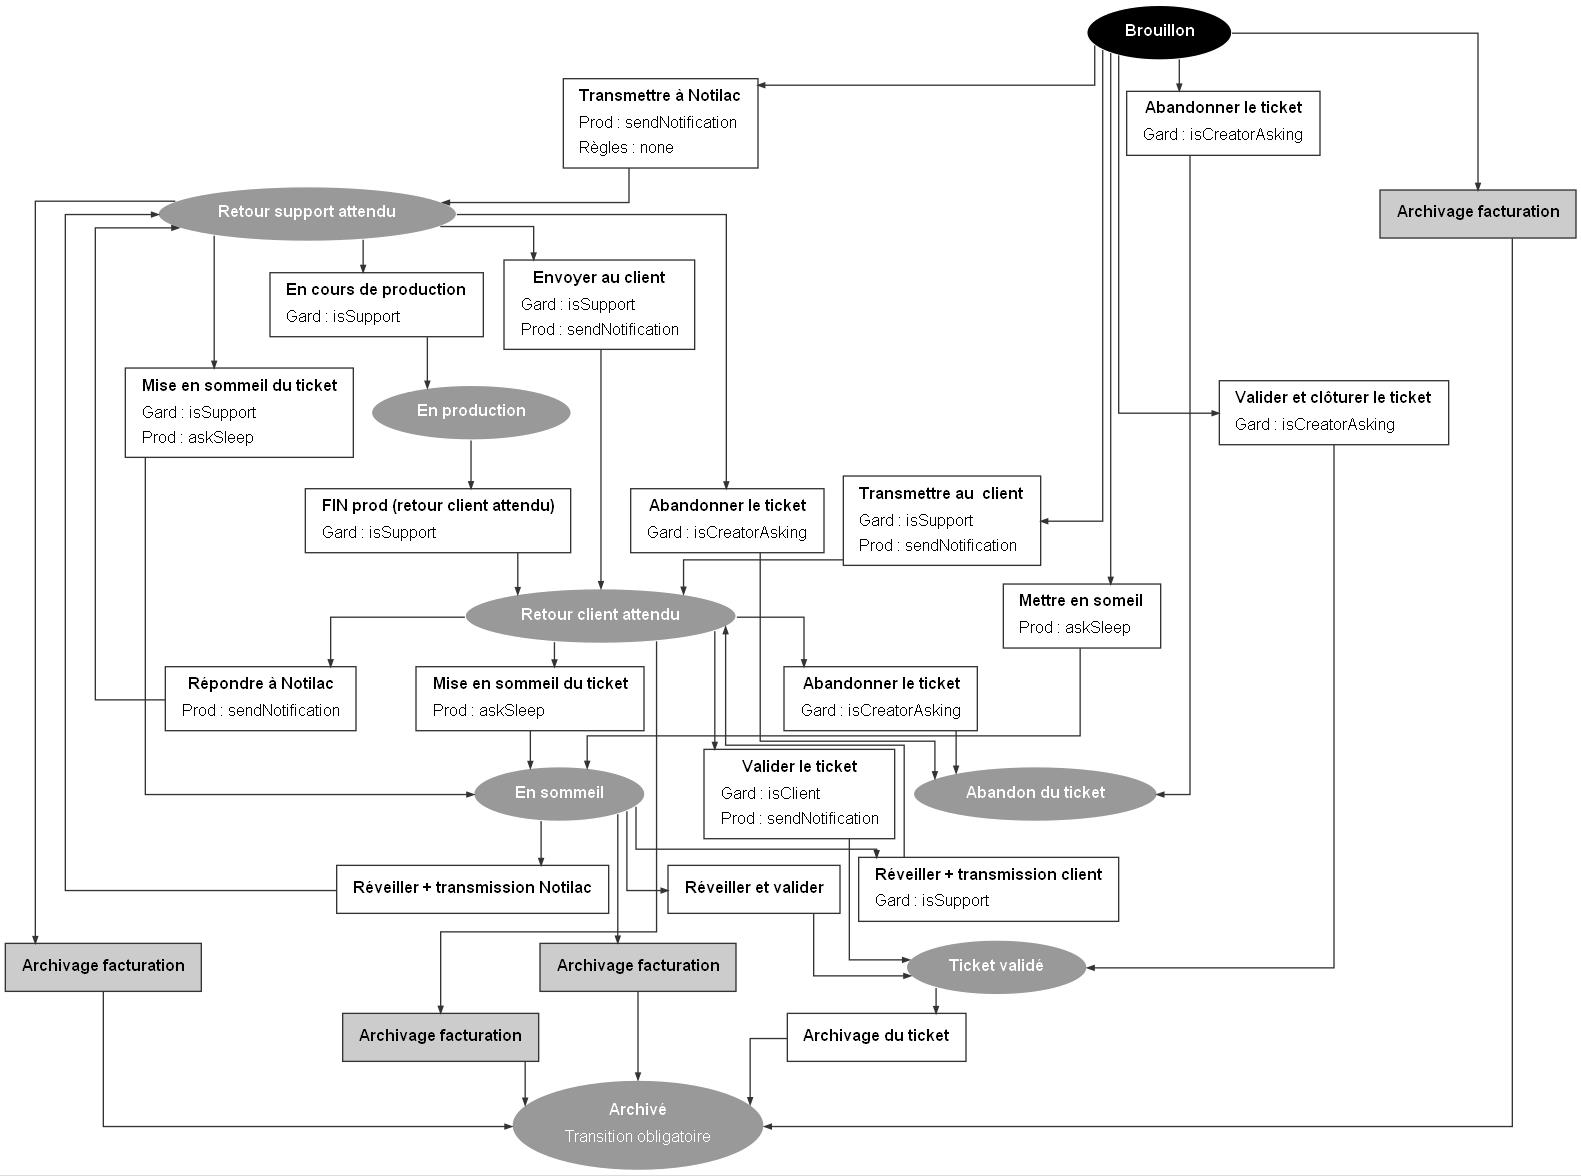 Brouillon
Transmettre à Notilac
Prod : sendNotification
Règles : none
Abandonner le ticket
Gard : isCreatorAsking
Retour support attendu
Archivage facturation
En cours de production
Gard : isSupport
Envoyer au client
Gard : isSupport
Prod : sendNotification
Mise en sommeil du ticket
Gard : isSupport
Prod : askSleep
En production
Valider et clôturer le ticket
Gard : isCreatorAsking
FIN prod (retour client attendu)
Gard : isSupport
Abandonner le ticket
Gard : isCreatorAsking
Transmettre au  client
Gard : isSupport
Prod : sendNotification
Retour client attendu
Mettre en someil
Prod : askSleep
Répondre à Notilac
Prod : sendNotification
Mise en sommeil du ticket
Prod : askSleep
Abandonner le ticket
Gard : isCreatorAsking
Valider le ticket
Gard : isClient
Prod : sendNotification
En sommeil
Abandon du ticket
Réveiller + transmission Notilac
Réveiller et valider
Réveiller + transmission client
Gard : isSupport
Archivage facturation
Archivage facturation
Ticket validé
Archivage facturation
Archivage du ticket
Archivé
Transition obligatoire